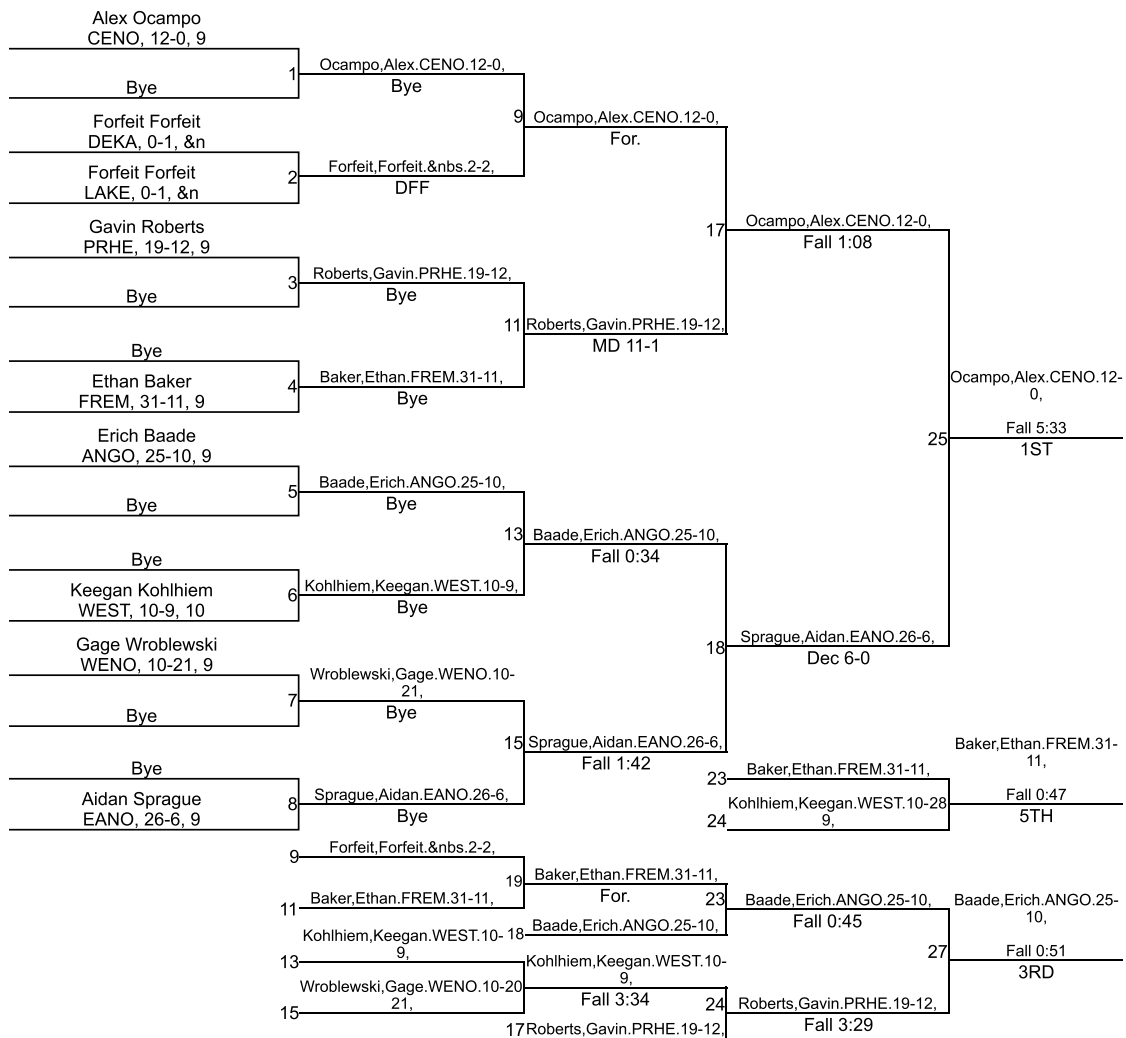 Alex Ocampo
CENO, 12-0, 9
Bye
1
Ocampo,Alex.CENO.12-0,
Bye
Forfeit Forfeit
DEKA, 0-1, &n
Forfeit Forfeit
LAKE, 0-1, &n
2
Forfeit,Forfeit.&nbs.2-2,
DFF
9
Ocampo,Alex.CENO.12-0,
For.
Gavin Roberts
PRHE, 19-12, 9
Bye
3
Roberts,Gavin.PRHE.19-12,
Bye
Bye
Ethan Baker
FREM, 31-11, 9
4
Baker,Ethan.FREM.31-11,
Bye
11
Roberts,Gavin.PRHE.19-12,
MD 11-1
17
Ocampo,Alex.CENO.12-0,
Fall 1:08
Erich Baade
ANGO, 25-10, 9
Bye
5
Baade,Erich.ANGO.25-10,
Bye
Bye
Keegan Kohlhiem
WEST, 10-9, 10
6
Kohlhiem,Keegan.WEST.10-9,
Bye
13
Baade,Erich.ANGO.25-10,
Fall 0:34
Gage Wroblewski
WENO, 10-21, 9
Bye
7
Wroblewski,Gage.WENO.10-
21,
Bye
Bye
Aidan Sprague
EANO, 26-6, 9
8
Sprague,Aidan.EANO.26-6,
Bye
15
Sprague,Aidan.EANO.26-6,
Fall 1:42
18
Sprague,Aidan.EANO.26-6,
Dec 6-0
25
Ocampo,Alex.CENO.12-
0,
Fall 5:33
1ST
23
Baker,Ethan.FREM.31-11,
24
Kohlhiem,Keegan.WEST.10-
9,
28
Baker,Ethan.FREM.31-
11,
Fall 0:47
5TH
9
Forfeit,Forfeit.&nbs.2-2,
11
Baker,Ethan.FREM.31-11,
19
Baker,Ethan.FREM.31-11,
For.
18
Baade,Erich.ANGO.25-10,
23
Baade,Erich.ANGO.25-10,
Fall 0:45
13
Kohlhiem,Keegan.WEST.10-
9,
15
Wroblewski,Gage.WENO.10-
21,
20
Kohlhiem,Keegan.WEST.10-
9,
Fall 3:34
17
Roberts,Gavin.PRHE.19-12,
24
Roberts,Gavin.PRHE.19-12,
Fall 3:29
27
Baade,Erich.ANGO.25-
10,
Fall 0:51
3RD